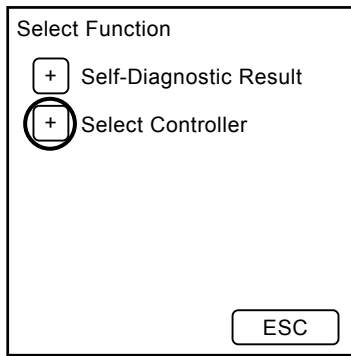 Select Function
+ Self-Diagnostic Result
+ Select Controller
ESC